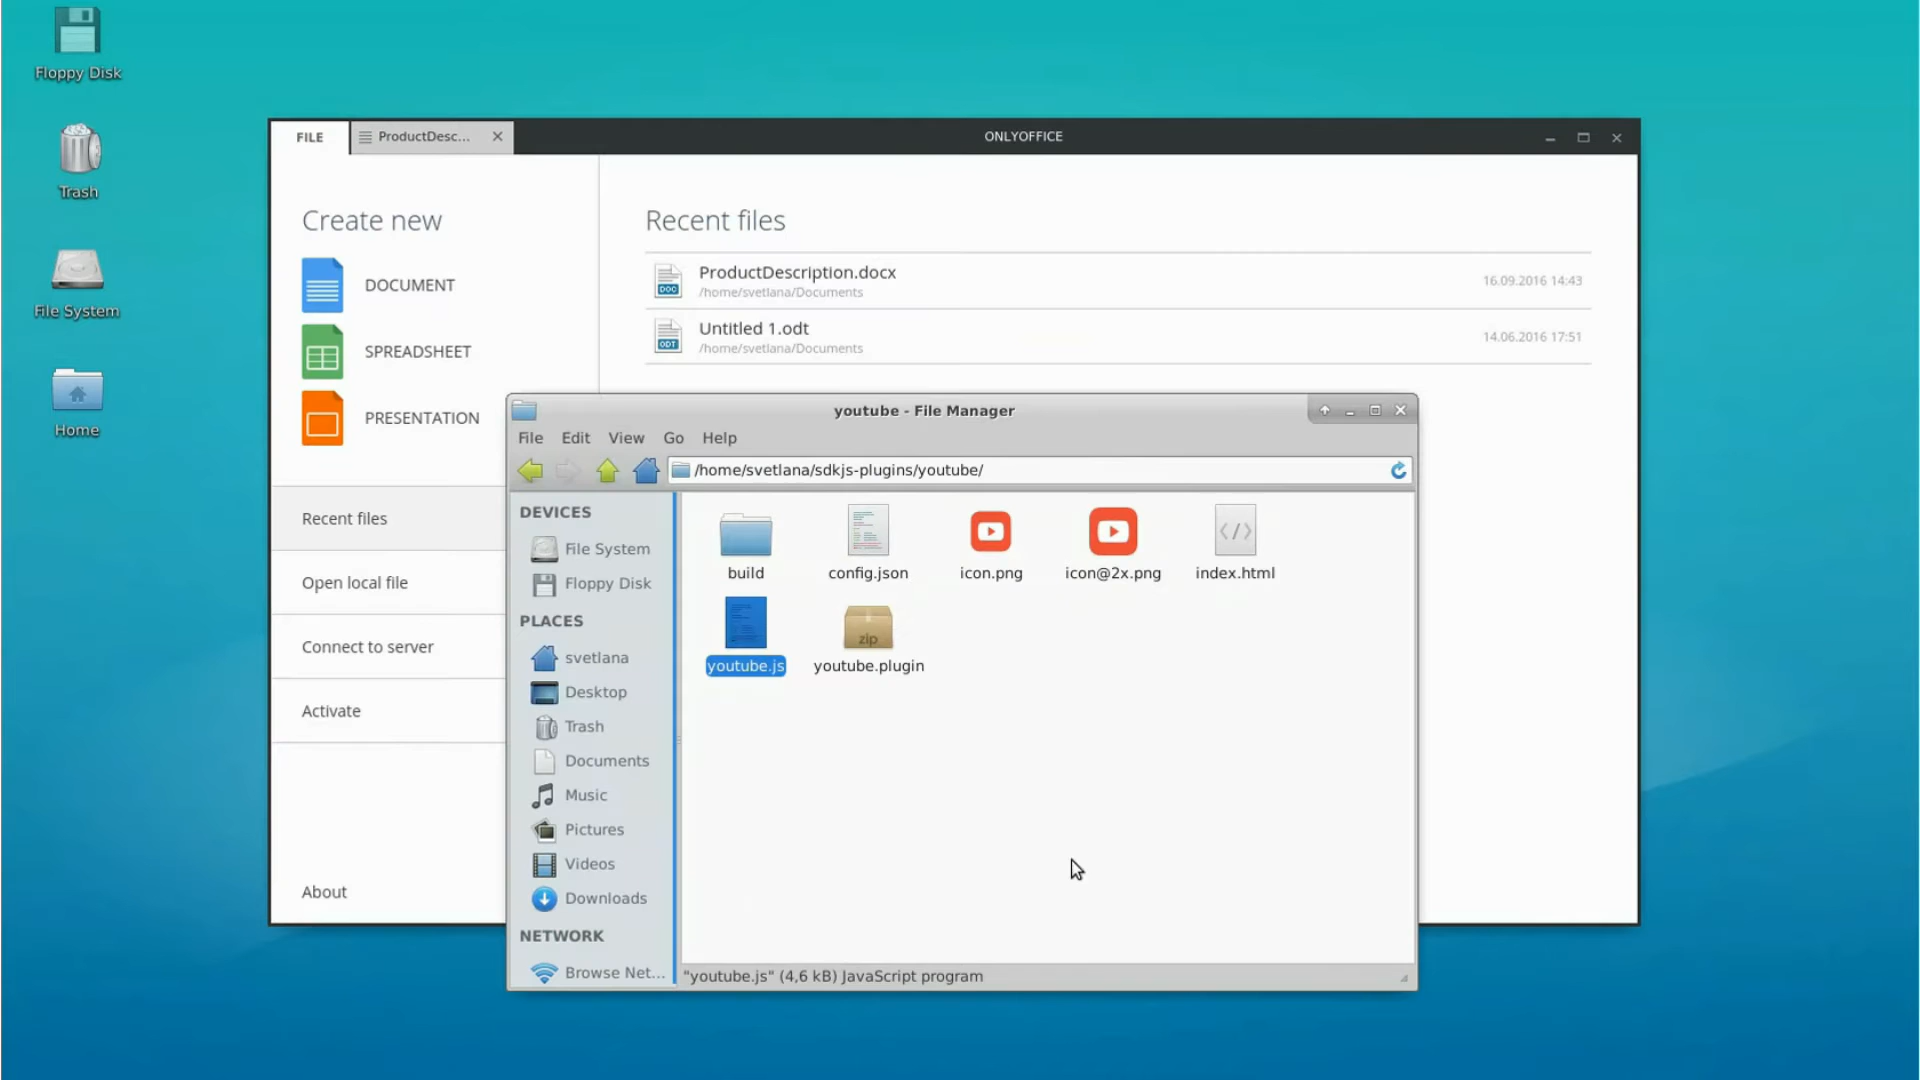 Floppy Disk
Trash
File System
Home
FILE
ProductDesc...
ONLYOFFICE
Create new
DOCUMENT
SPREADSHEET
PRESENTATION
Recent files
Open local file
Connect to server
Activate
About
Recent files
ProductDescription.docx
/home/svetlana/Documents
16.09.2016 14:43
DOC
Untitled 1.odt
/home/svetlana/Documents
14.06.2016 17:51
ODT
youtube - File Manager
File Edit View Go Help
/home/svetlana/sdkjs-plugins/youtube/
DEVICES
File System
Floppy Disk
PLACES
svetlana
Desktop
Trash
Documents
Music
Pictures
Videos
Downloads
NETWORK
Browse Net...
build
config.json
icon.png
icon@2x.png
</>
index.html
youtube.js
zip
youtube.plugin
"youtube.js" (4,6 kB) JavaScript program